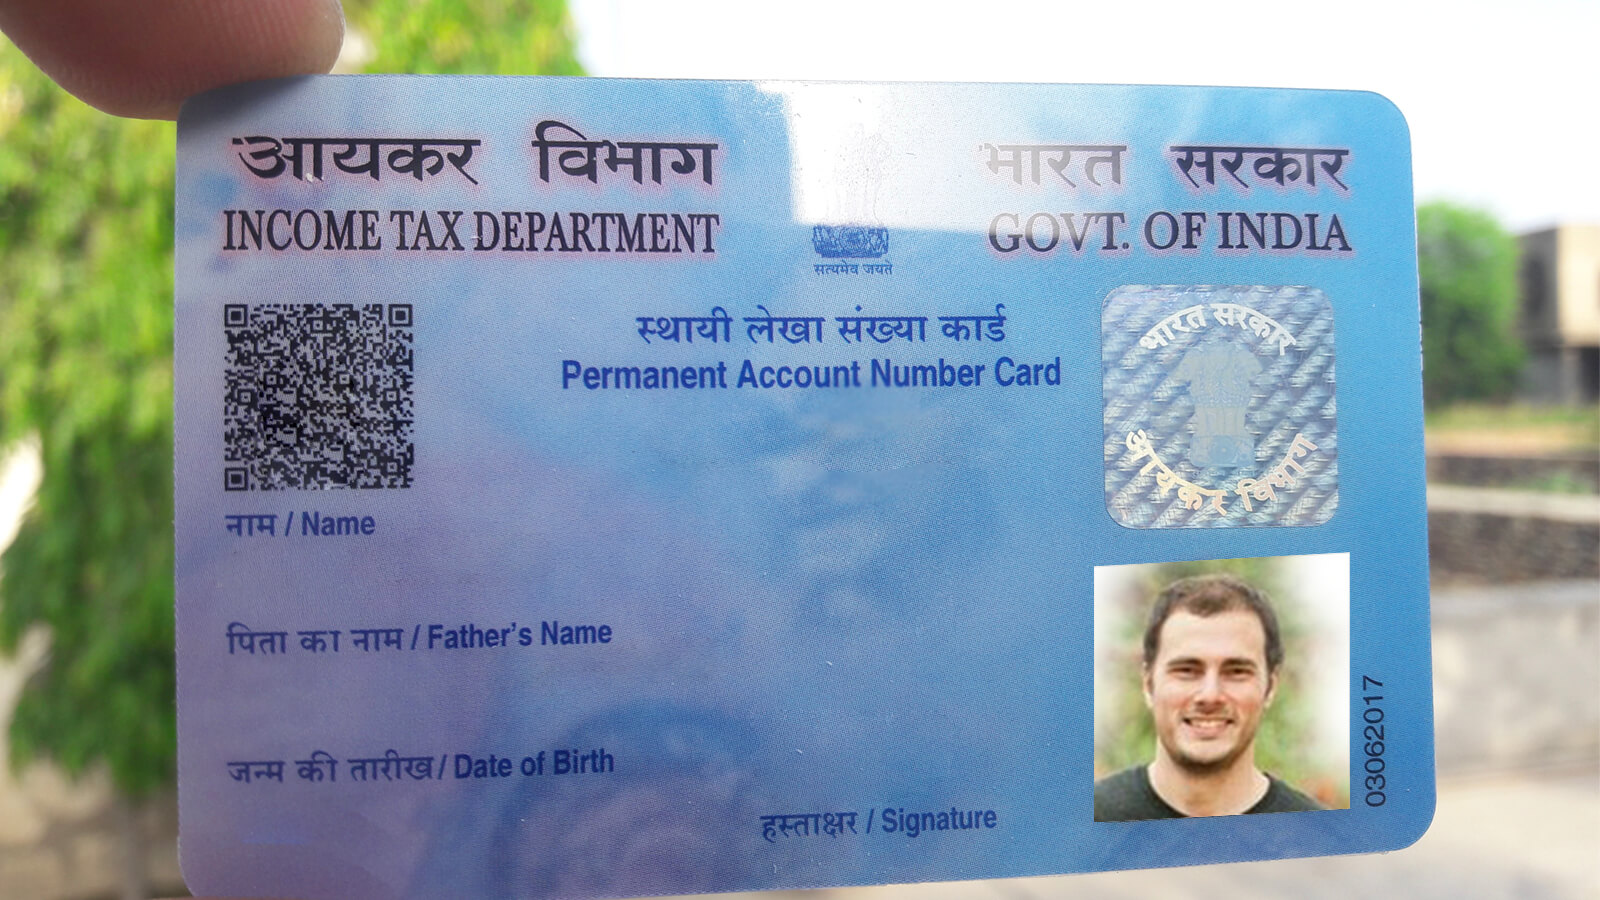 आयकर विभाग
INCOME TAX DEPARTMENT
भारत सरकार
GOVT. OF INDIA
सत्यमेव जयते
स्थायी लेखा संख्या कार्ड
Permanent Account Number Card
भारत सरकार
आयकर विभाग
नाम / Name
पिता का नाम / Father's Name
जन्म की तारीख / Date of Birth
हस्ताक्षर / Signature
03062017